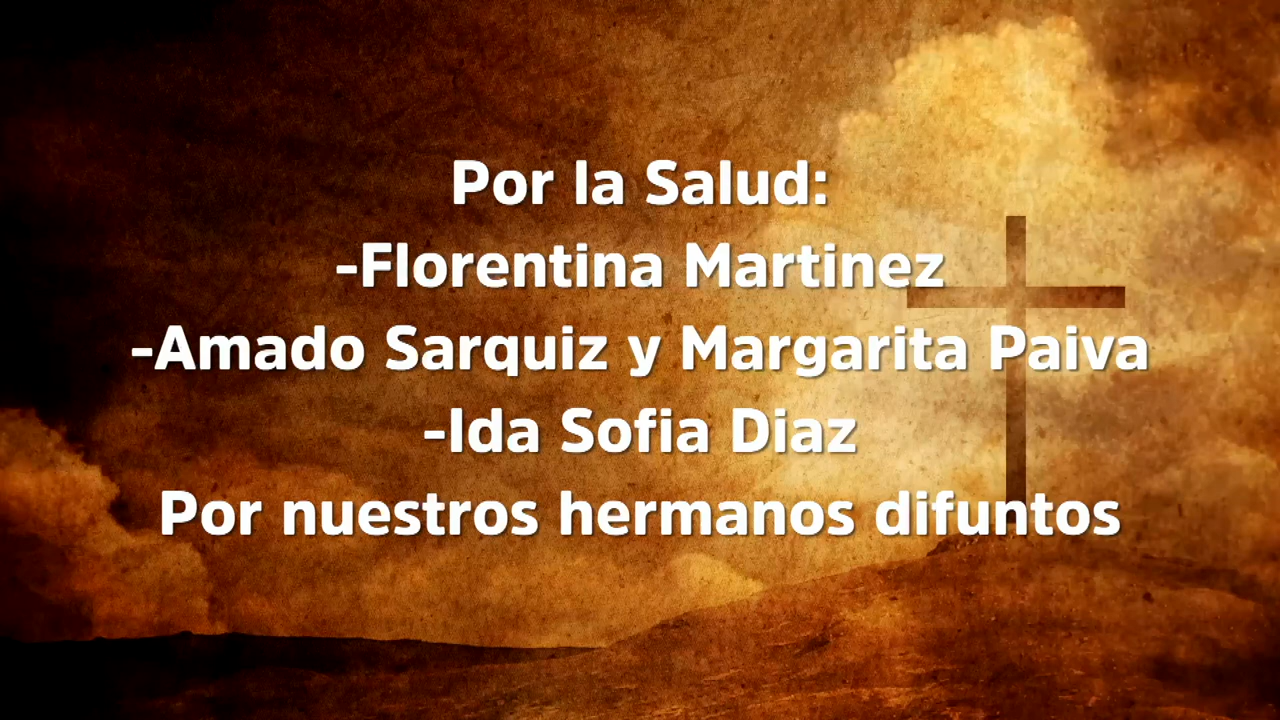 Por la Salud:
-Florentina Martinez
-Amado Sarquiz y Margarita Paiva
-Ida Sofia Diaz
Por nuestros hermanos difuntos